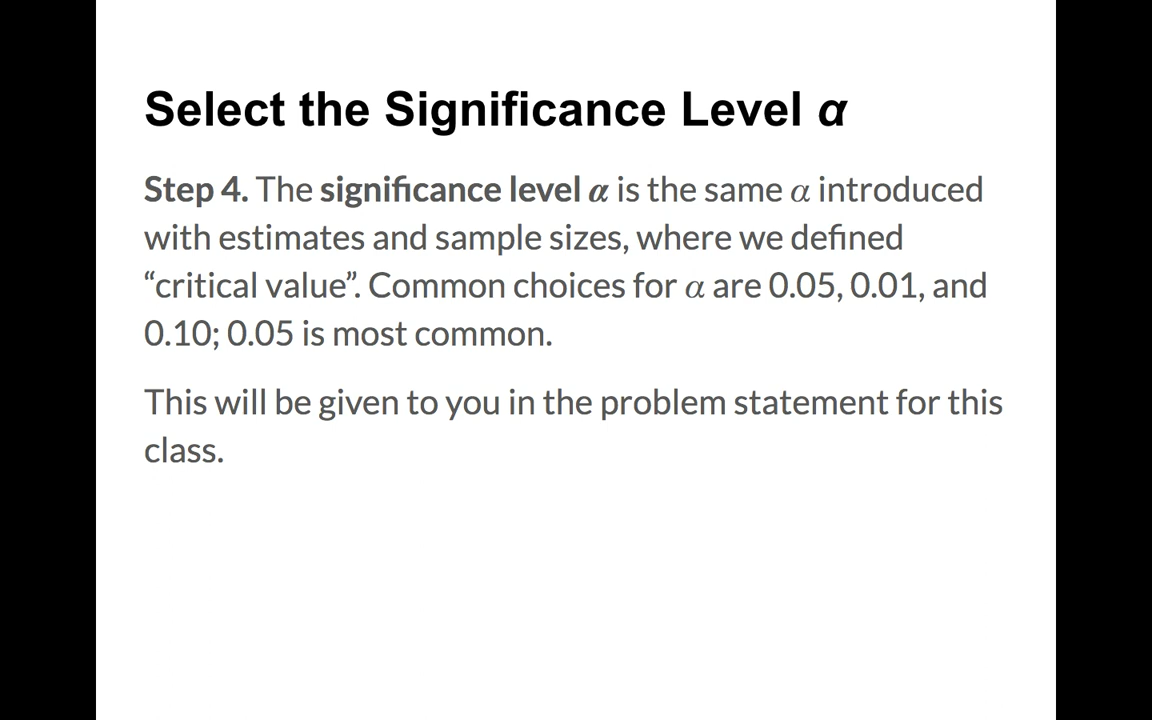 Select the Significance Level α
Step 4. The significance level α is the same α introduced
with estimates and sample sizes, where we defined
“critical value”. Common choices for α are 0.05, 0.01, and
0.10; 0.05 is most common.
This will be given to you in the problem statement for this
class.